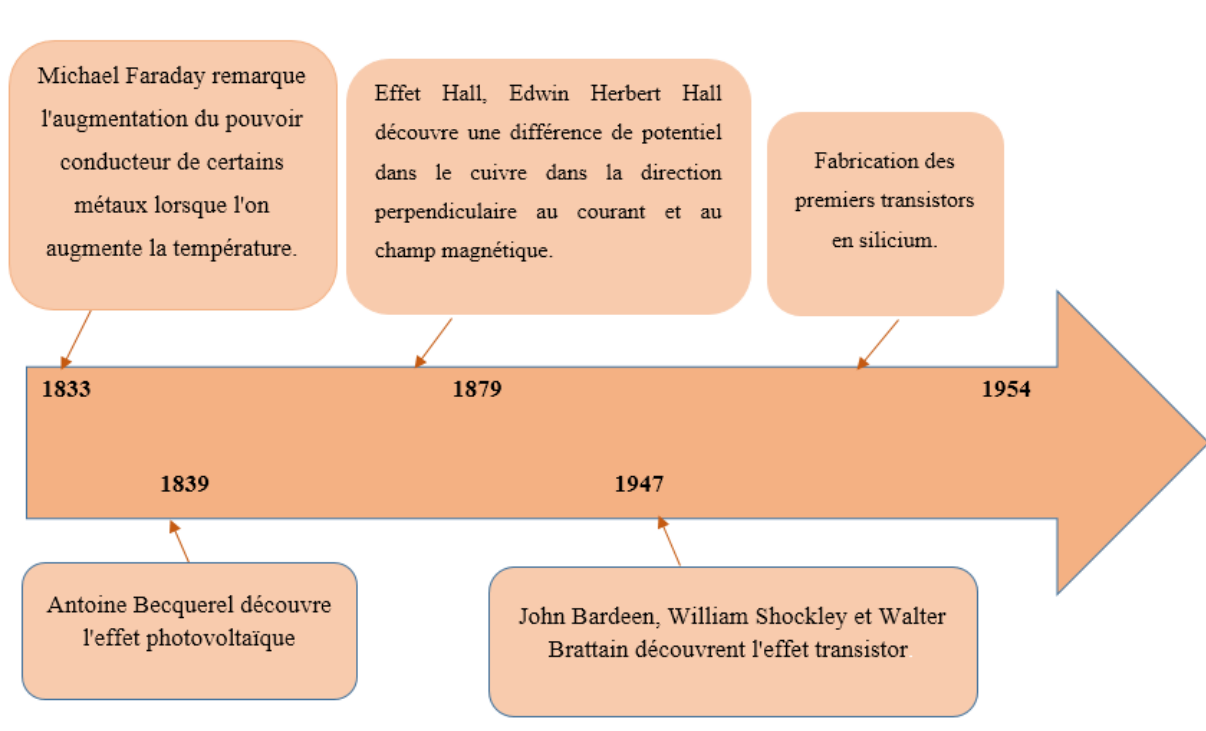 Michael Faraday remarque
l'augmentation du pouvoir
conducteur de certains
métaux lorsque l'on
augmente la température.
Effet Hall, Edwin Herbert Hall
découvre une différence de potentiel
dans le cuivre dans la direction
perpendiculaire au courant et au
champ magnétique.
Fabrication des
premiers transistors
en silicium.
1833
1879
1954
1839
1947
Antoine Becquerel découvre
l'effet photovoltaïque
John Bardeen, William Shockley et Walter
Brattain découvrent l'effet transistor